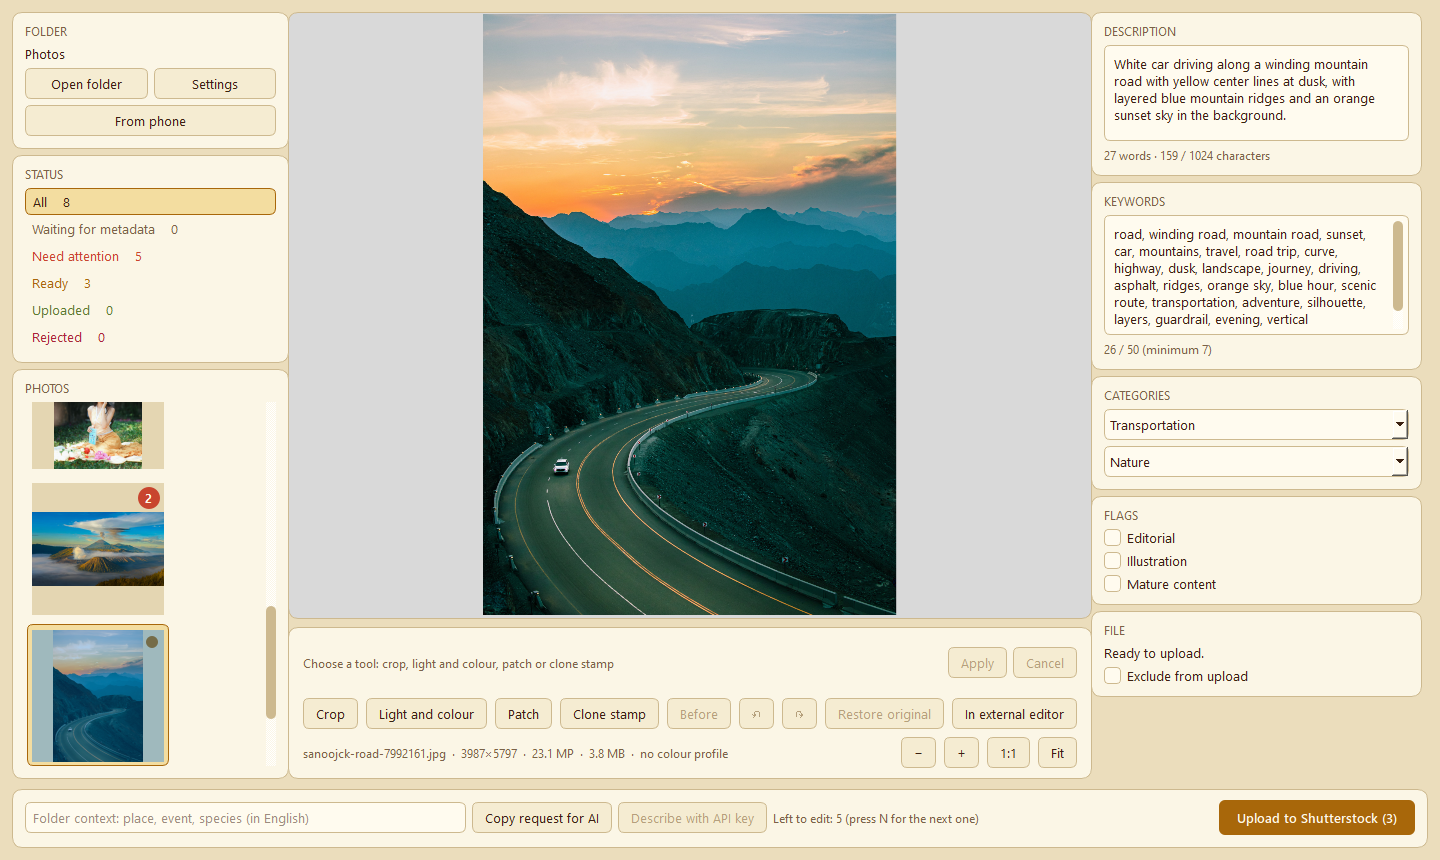 FOLDER
Photos
Open folder
Settings
From phone
STATUS
All 8
Waiting for metadata 0
Need attention 5
Ready 3
Uploaded 0
Rejected 0
PHOTOS
2
Choose a tool: crop, light and colour, patch or clone stamp
Apply
Cancel
Crop
Light and colour
Patch
Clone stamp
Before
Restore original
In external editor
sanoojck-road-7992161.jpg · 3987×5797 · 23.1 MP · 3.8 MB · no colour profile
−
+
1:1
Fit
DESCRIPTION
White car driving along a winding mountain
road with yellow center lines at dusk, with
layered blue mountain ridges and an orange
sunset sky in the background.
27 words · 159 / 1024 characters
KEYWORDS
road, winding road, mountain road, sunset,
car, mountains, travel, road trip, curve,
highway, dusk, landscape, journey, driving,
asphalt, ridges, orange sky, blue hour, scenic
route, transportation, adventure, silhouette,
layers, guardrail, evening, vertical
26 / 50 (minimum 7)
CATEGORIES
Transportation
Nature
FLAGS
Editorial
Illustration
Mature content
FILE
Ready to upload.
Exclude from upload
Folder context: place, event, species (in English)
Copy request for AI
Describe with API key
Left to edit: 5 (press N for the next one)
Upload to Shutterstock (3)